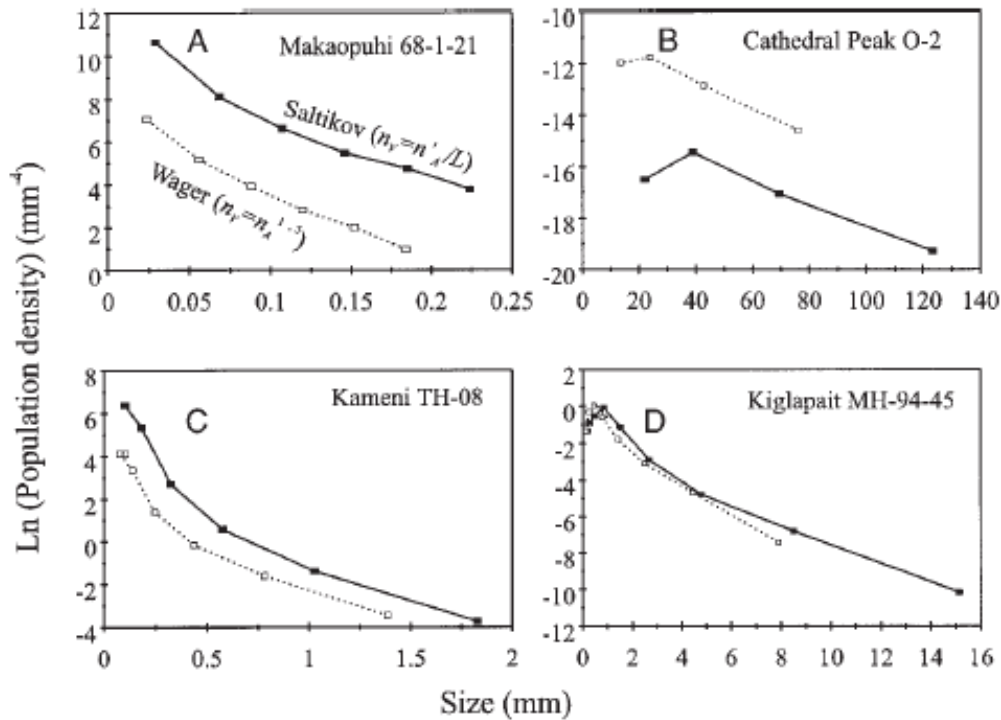 A
Makaopuhi 68-1-21
Saltikov (nV=n'A/L)
Wager (nV=nA^1.5)
12
10
8
6
4
2
0
0 0.05 0.1 0.15 0.2 0.25
B
Cathedral Peak O-2
-10
-12
-14
-16
-18
-20
0 20 40 60 80 100 120 140
Ln (Population density) (mm-4)
C
Kameni TH-08
8
6
4
2
0
-2
-4
0 0.5 1 1.5 2
D
Kiglapait MH-94-45
2
0
-2
-4
-6
-8
-10
-12
0 2 4 6 8 10 12 14 16
Size (mm)